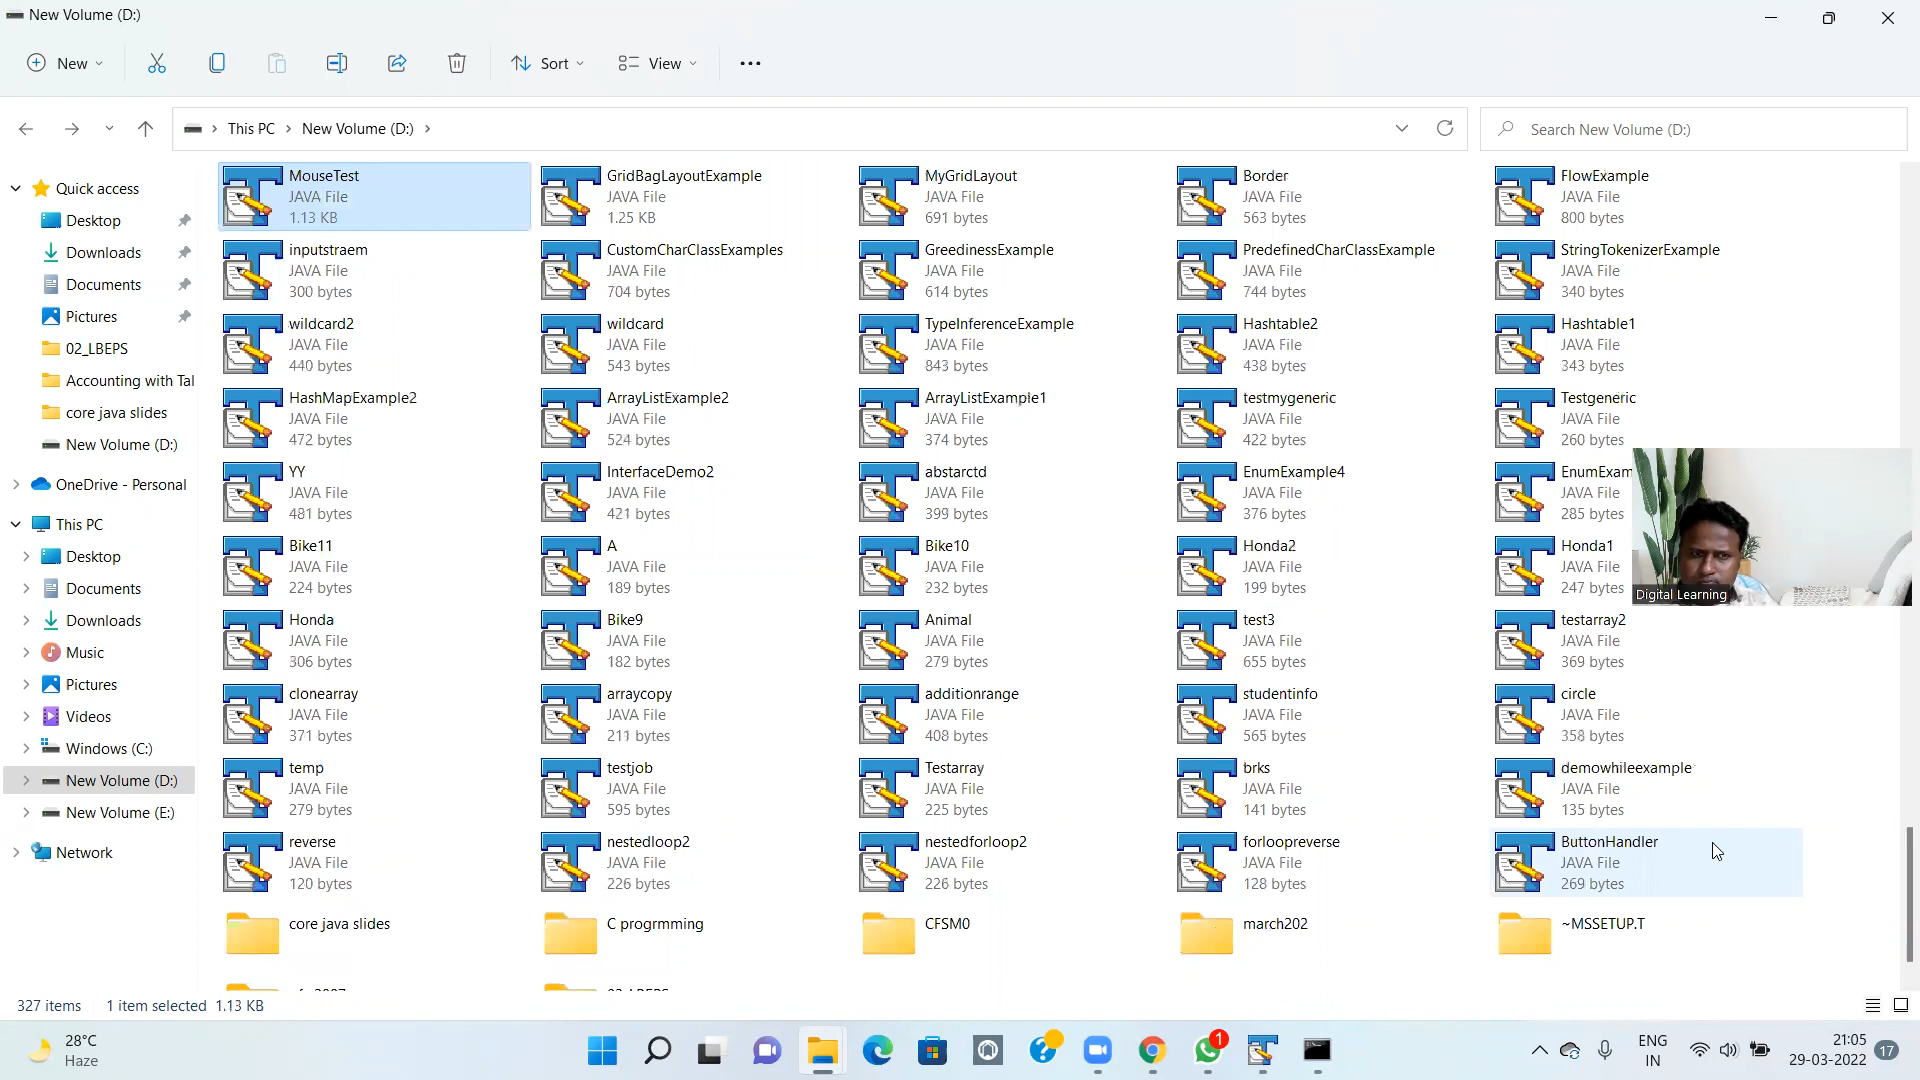 New Volume (D:)
New
Sort
View
This PC
New Volume (D:)
Search New Volume (D:)
Quick access
Desktop
Downloads
Documents
Pictures
02_LBEPS
Accounting with Tal
core java slides
New Volume (D:)
OneDrive - Personal
This PC
Desktop
Documents
Downloads
Music
Pictures
Videos
Windows (C:)
New Volume (D:)
New Volume (E:)
Network
MouseTest
JAVA File
1.13 KB
GridBagLayoutExample
JAVA File
1.25 KB
MyGridLayout
JAVA File
691 bytes
Border
JAVA File
563 bytes
FlowExample
JAVA File
800 bytes
inputstraem
JAVA File
300 bytes
CustomCharClassExamples
JAVA File
704 bytes
GreedinessExample
JAVA File
614 bytes
PredefinedCharClassExample
JAVA File
744 bytes
StringTokenizerExample
JAVA File
340 bytes
wildcard2
JAVA File
440 bytes
wildcard
JAVA File
543 bytes
TypeInferenceExample
JAVA File
843 bytes
Hashtable2
JAVA File
438 bytes
Hashtable1
JAVA File
343 bytes
HashMapExample2
JAVA File
472 bytes
ArrayListExample2
JAVA File
524 bytes
ArrayListExample1
JAVA File
374 bytes
testmygeneric
JAVA File
422 bytes
Testgeneric
JAVA File
260 bytes
YY
JAVA File
481 bytes
InterfaceDemo2
JAVA File
421 bytes
abstarctd
JAVA File
399 bytes
EnumExample4
JAVA File
376 bytes
EnumExam
JAVA File
285 bytes
Bike11
JAVA File
224 bytes
A
JAVA File
189 bytes
Bike10
JAVA File
232 bytes
Honda2
JAVA File
199 bytes
Honda1
JAVA File
247 bytes
Digital Learning
Honda
JAVA File
306 bytes
Bike9
JAVA File
182 bytes
Animal
JAVA File
279 bytes
test3
JAVA File
655 bytes
testarray2
JAVA File
369 bytes
clonearray
JAVA File
371 bytes
arraycopy
JAVA File
211 bytes
additionrange
JAVA File
408 bytes
studentinfo
JAVA File
565 bytes
circle
JAVA File
358 bytes
temp
JAVA File
279 bytes
testjob
JAVA File
595 bytes
Testarray
JAVA File
225 bytes
brks
JAVA File
141 bytes
demowhileexample
JAVA File
135 bytes
reverse
JAVA File
120 bytes
nestedloop2
JAVA File
226 bytes
nestedforloop2
JAVA File
226 bytes
forloopreverse
JAVA File
128 bytes
ButtonHandler
JAVA File
269 bytes
core java slides
C progrmming
CFSM0
march202
~MSSETUP.T
327 items
1 item selected 1.13 KB
28°C
Haze
1
ENG
IN
21:05
29-03-2022
17